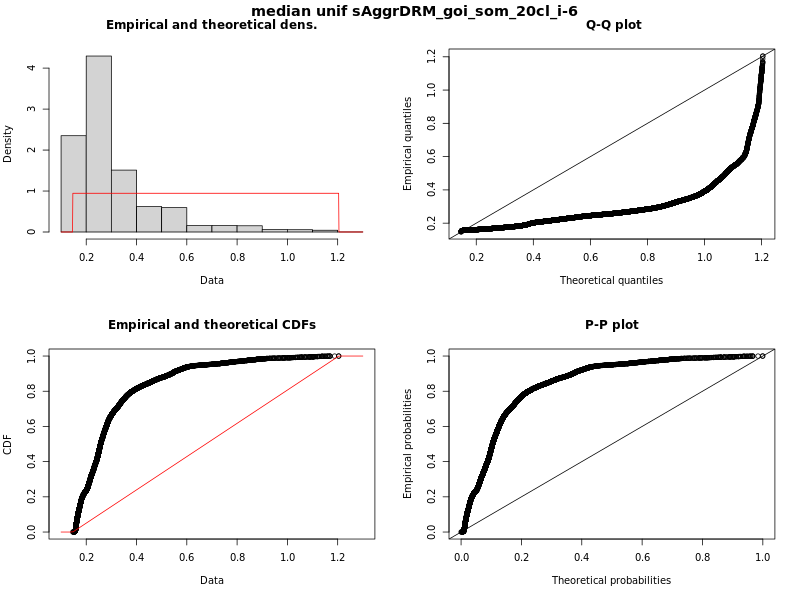 median unif sAggrDRM_goi_som_20cl_i-6
Empirical and theoretical dens.
Density
0 1 2 3 4
0.2 0.4 0.6 0.8 1.0 1.2
Data
Q-Q plot
Empirical quantiles
0.2 0.4 0.6 0.8 1.0 1.2
0.2 0.4 0.6 0.8 1.0 1.2
Theoretical quantiles
Empirical and theoretical CDFs
CDF
0.0 0.2 0.4 0.6 0.8 1.0
0.2 0.4 0.6 0.8 1.0 1.2
Data
P-P plot
Empirical probabilities
0.0 0.2 0.4 0.6 0.8 1.0
0.0 0.2 0.4 0.6 0.8 1.0
Theoretical probabilities